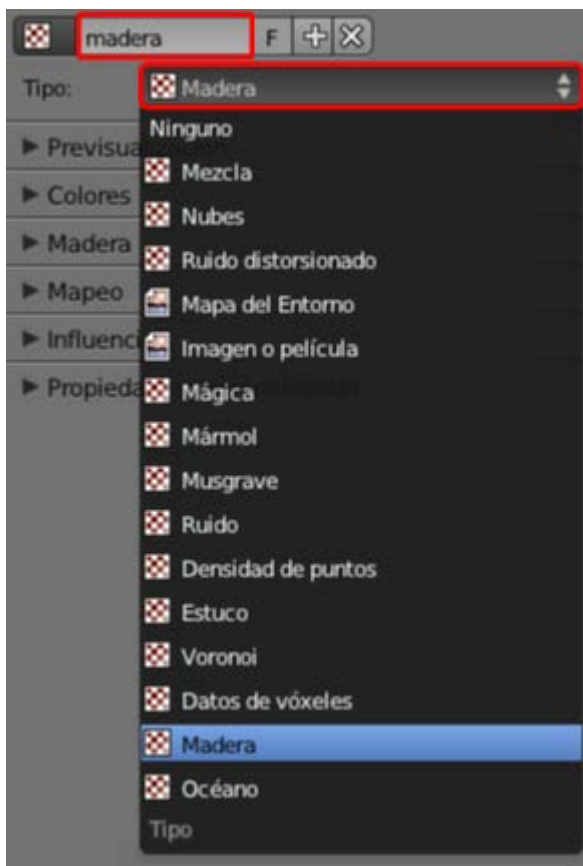 madera F
Tipo: Madera
Ninguno
Previsua
Mezcla
Colores
Nubes
Madera
Ruido distorsionado
Mapeo
Mapa del Entorno
Influenci
Imagen o película
Propieda
Mágica
Mármol
Musgrave
Ruido
Densidad de puntos
Estuco
Voronoi
Datos de vóxeles
Madera
Océano
Tipo